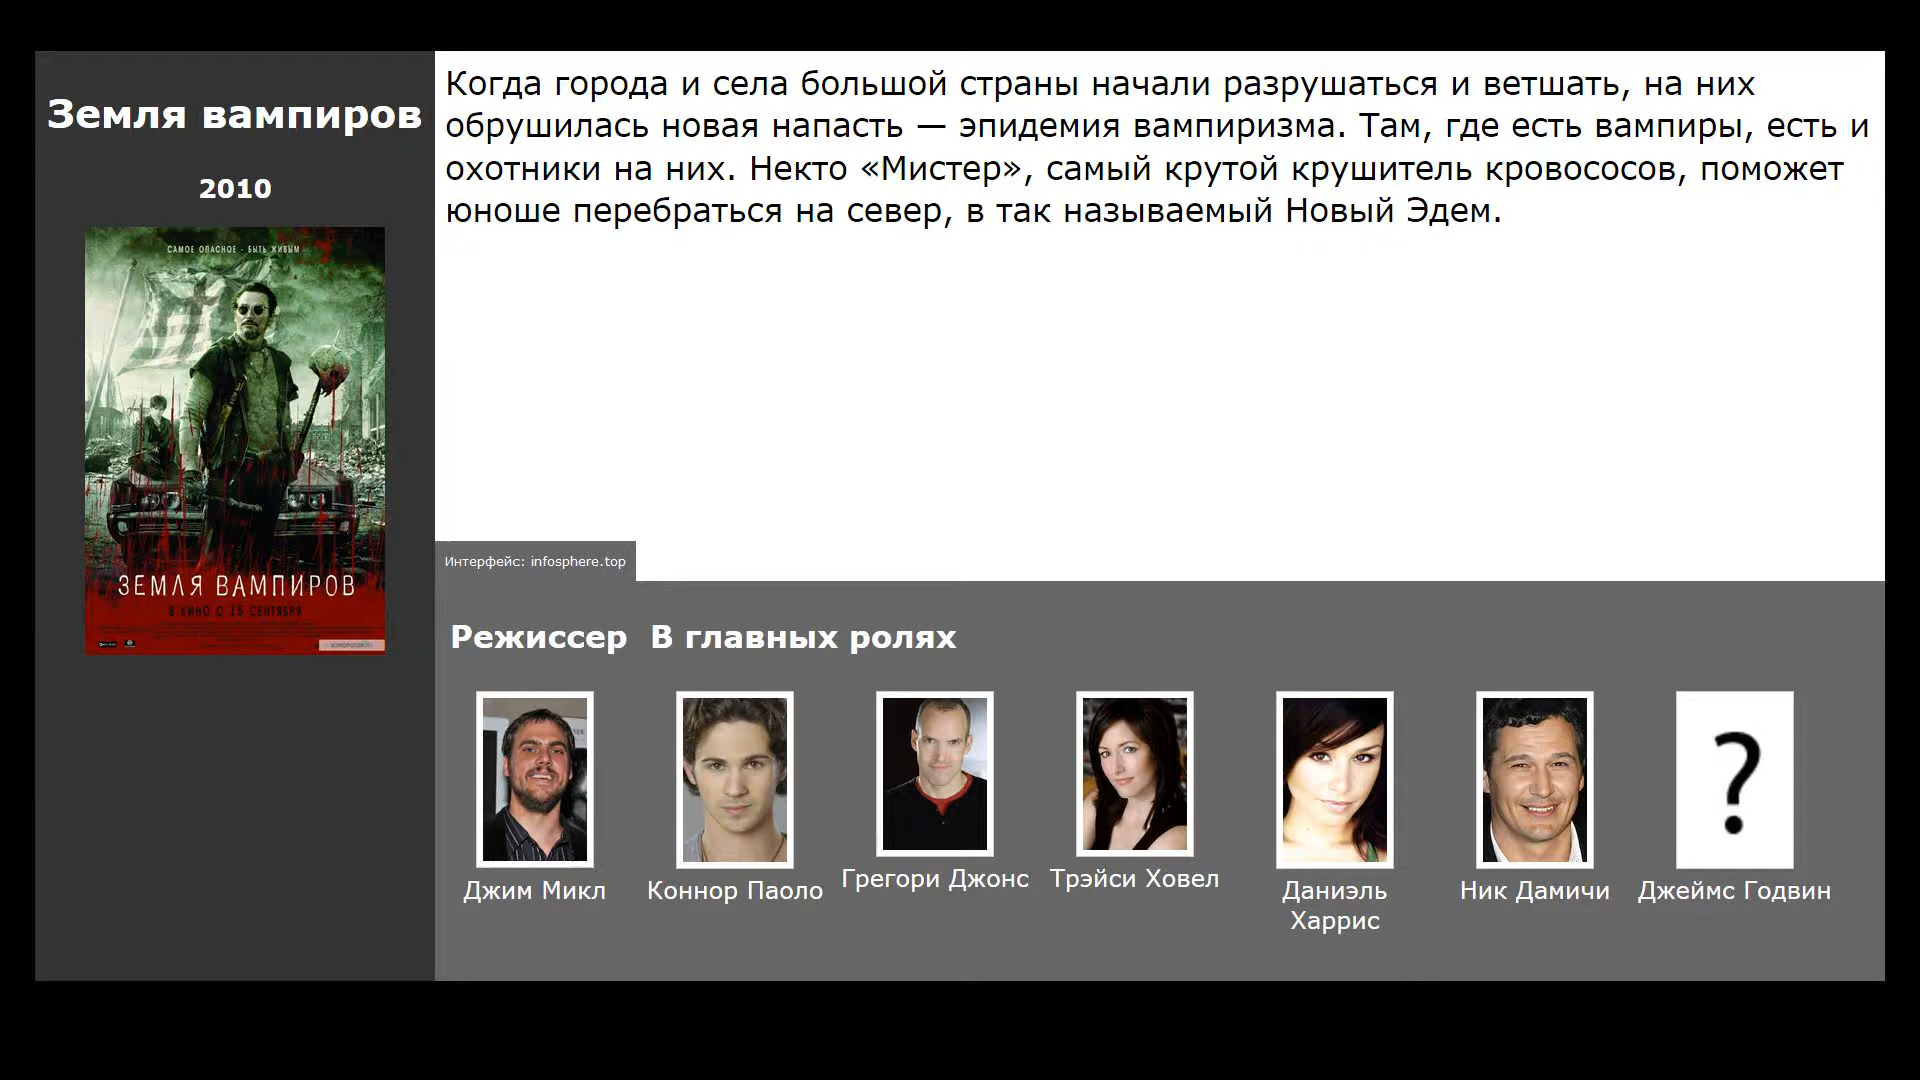 Земля вампиров
2010
САМОЕ ОПАСНОЕ - БЫТЬ ЖИВЫМ
ЗЕМЛЯ ВАМПИРОВ
В КИНО С 15 СЕНТЯБРЯ
Когда города и села большой страны начали разрушаться и ветшать, на них
обрушилась новая напасть — эпидемия вампиризма. Там, где есть вампиры, есть и
охотники на них. Некто «Мистер», самый крутой крушитель кровососов, поможет
юноше перебраться на север, в так называемый Новый Эдем.
Интерфейс: infosphere.top
Режиссер В главных ролях
Джим Микл
Коннор Паоло
Грегори Джонс
Трэйси Ховел
Даниэль
Харрис
Ник Дамичи
Джеймс Годвин